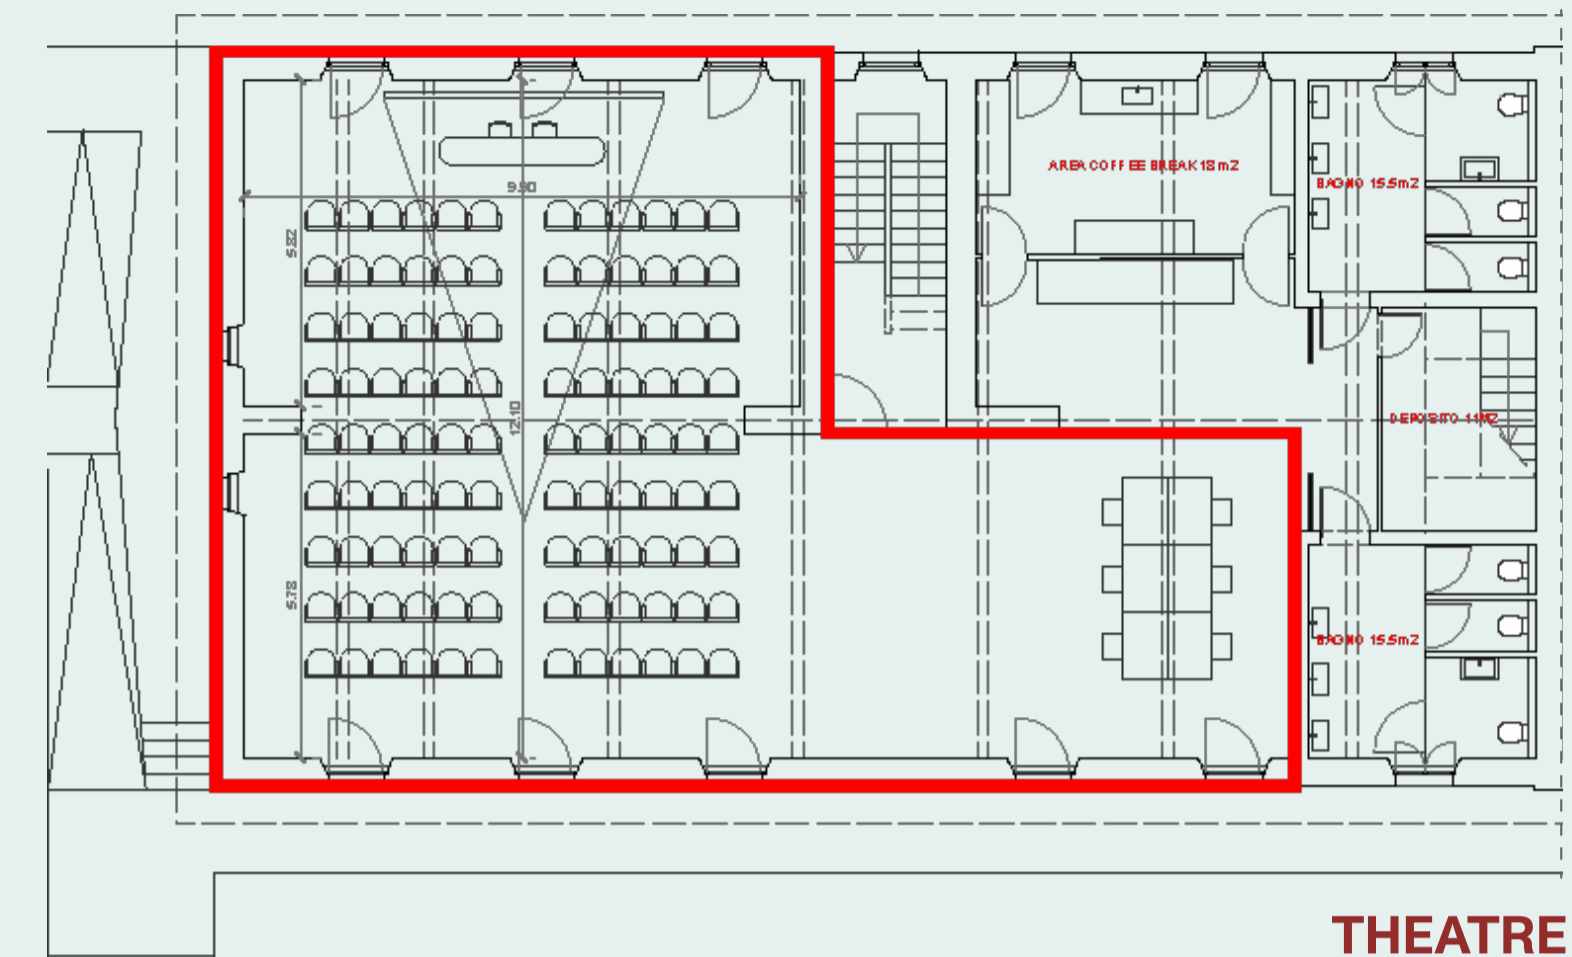 AREA COFFEE BREAK 18 m2
BAGNO 15.5m2
9.90
5.82
12.10
DEPOSITO 11M2
5.78
BAGNO 15.5m2
THEATRE